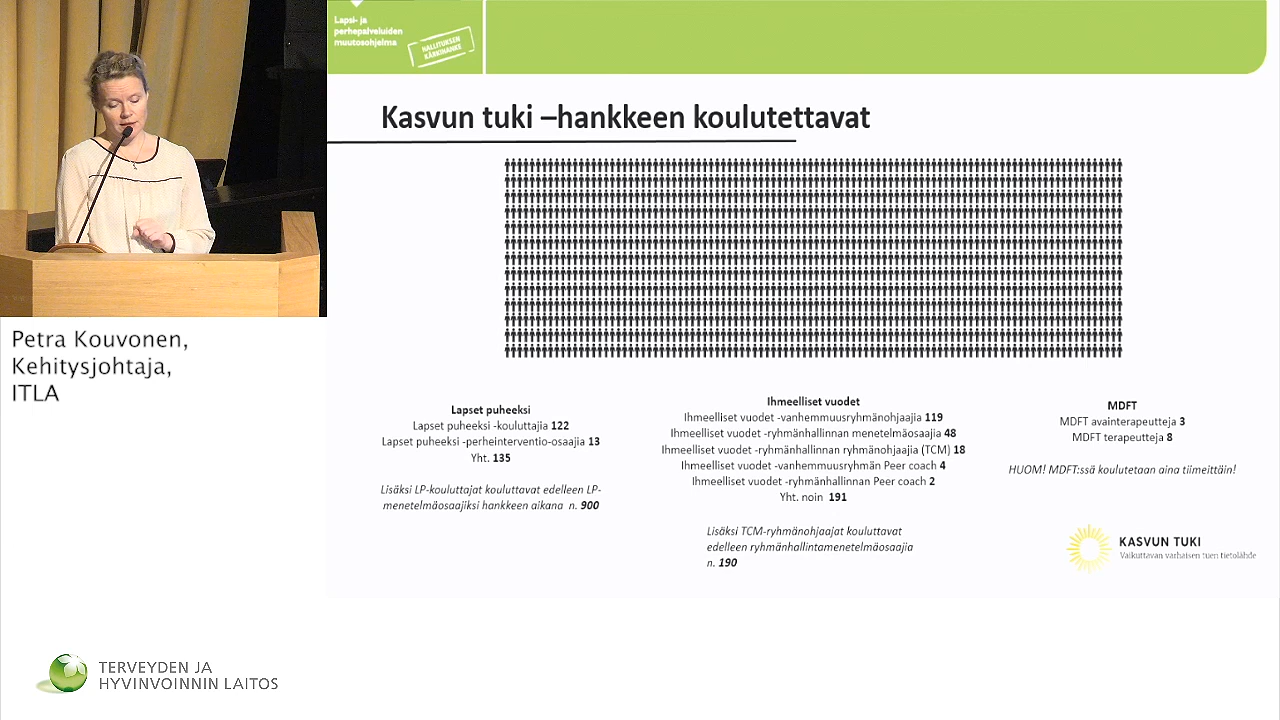 Lapsi- ja
perhepalveluiden
muutosohjelma
HALLITUKSEN
KÄRKIHANKE
Kasvun tuki –hankkeen koulutettavat
Petra Kouvonen,
Kehitysjohtaja,
ITLA
Lapset puheeksi
Lapset puheeksi -kouluttajia 122
Lapset puheeksi -perheinterventio-osaajia 13
Yht. 135
Lisäksi LP-kouluttajat kouluttavat edelleen LP-
menetelmäosaajiksi hankkeen aikana n. 900
Ihmeelliset vuodet
Ihmeelliset vuodet -vanhemmuusryhmänohjaajia 119
Ihmeelliset vuodet -ryhmänhallinnan menetelmäosaajia 48
Ihmeelliset vuodet -ryhmänhallinnan ryhmänohjaajia (TCM) 18
Ihmeelliset vuodet -vanhemmuusryhmän Peer coach 4
Ihmeelliset vuodet -ryhmänhallinnan Peer coach 2
Yht. noin 191
Lisäksi TCM-ryhmänohjaajat kouluttavat
edelleen ryhmänhallintamenetelmäosaajia
n. 190
MDFT
MDFT avainterapeutteja 3
MDFT terapeutteja 8
HUOM! MDFT:ssä koulutetaan aina tiimeittäin!
KASVUN TUKI
Vaikuttavan varhaisen tuen tietolähde
TERVEYDEN JA
HYVINVOINNIN LAITOS